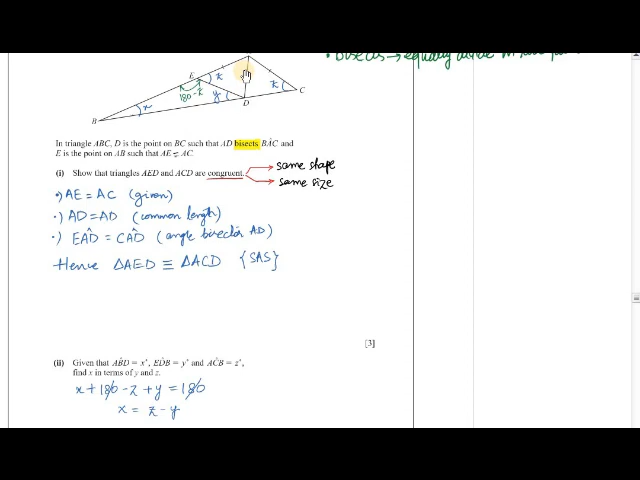 • Bisects → equally divide in two
E
z
180 - z
x
y
z
C
D
B
In triangle ABC, D is the point on BC such that AD bisects BÂC and
E is the point on AB such that AE = AC.
(i) Show that triangles AED and ACD are congruent.
same shape
same size
•) AE = AC (given)
•) AD = AD (common length)
•) EÂD = CÂD (angle bisector AD)
Hence ΔAED ≡ ΔACD {SAS}
[3]
(ii) Given that AB̂D = x°, ED̂B = y° and AĈB = z°,
find x in terms of y and z.
x + 180 - z + y = 180
x = z - y